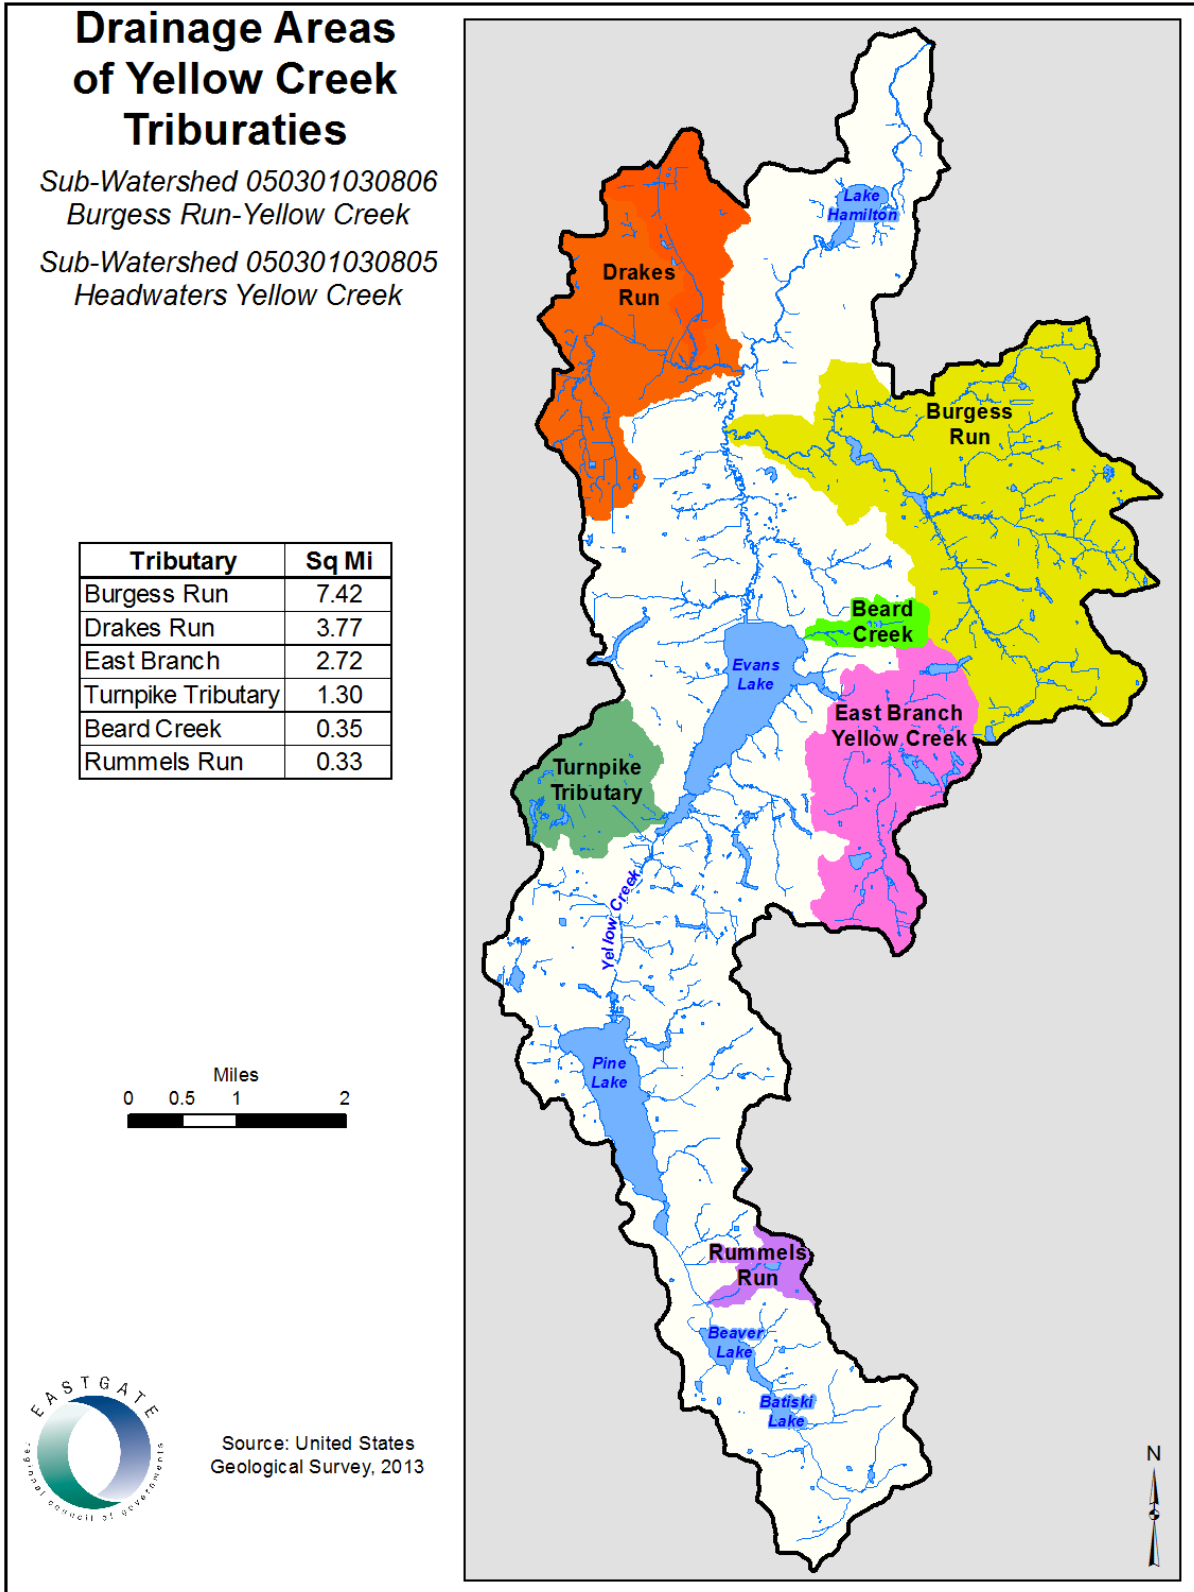 Drainage Areas
of Yellow Creek
Triburaties
Sub-Watershed 050301030806
Burgess Run-Yellow Creek
Sub-Watershed 050301030805
Headwaters Yellow Creek
Tributary Sq Mi
Burgess Run 7.42
Drakes Run 3.77
East Branch 2.72
Turnpike Tributary 1.30
Beard Creek 0.35
Rummels Run 0.33
Miles
0 0.5 1 2
EASTGATE
regional council of governments
Source: United States
Geological Survey, 2013
Lake
Hamilton
Drakes
Run
Burgess
Run
Beard
Creek
Evans
Lake
East Branch
Yellow Creek
Turnpike
Tributary
Yellow Creek
Pine
Lake
Rummels
Run
Beaver
Lake
Batiski
Lake
N